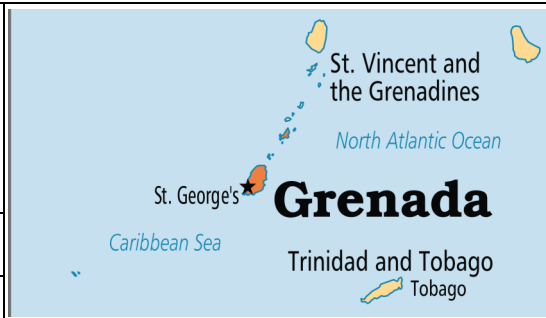 St. Vincent and
the Grenadines
North Atlantic Ocean
St. George's
Grenada
Caribbean Sea
Trinidad and Tobago
Tobago